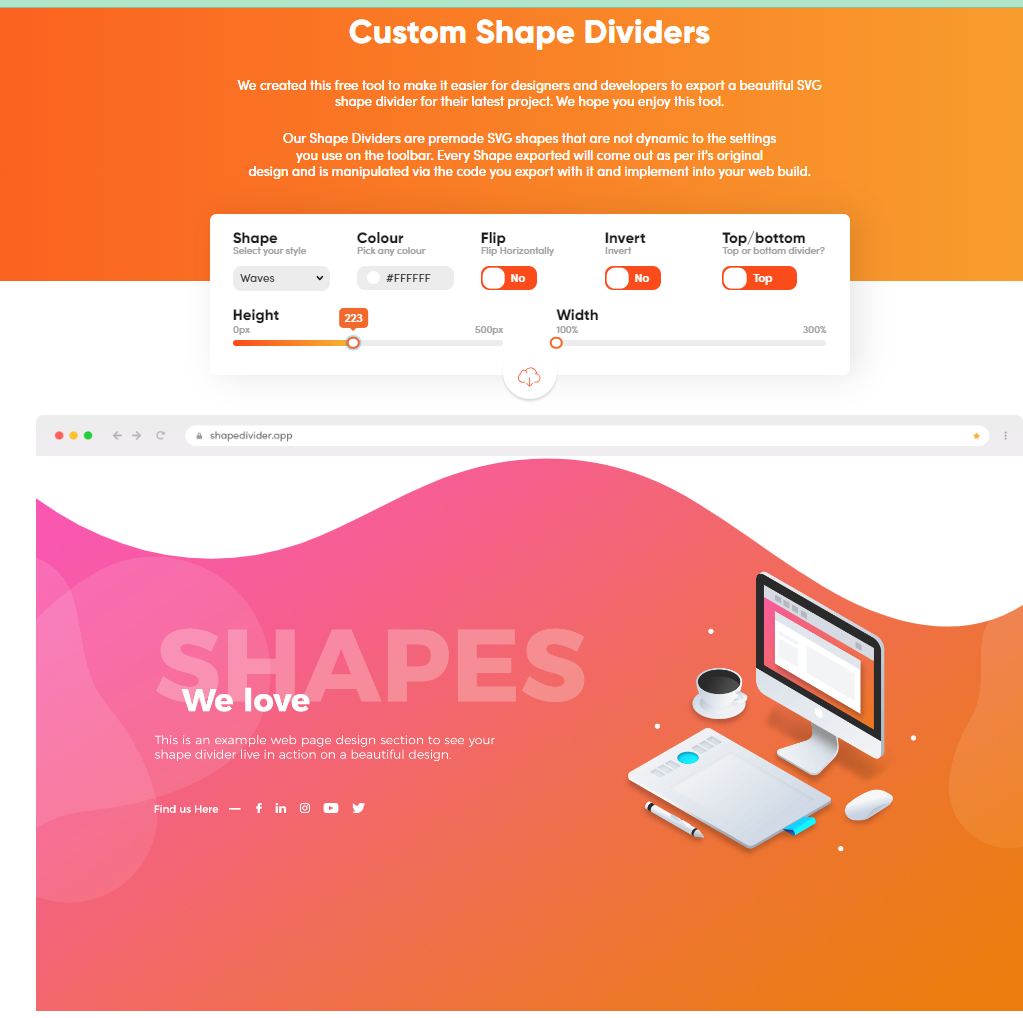 Custom Shape Dividers
We created this free tool to make it easier for designers and developers to export a beautiful SVG
shape divider for their latest project. We hope you enjoy this tool.
Our Shape Dividers are premade SVG shapes that are not dynamic to the settings
you use on the toolbar. Every Shape exported will come out as per it's original
design and is manipulated via the code you export with it and implement into your web build.
Shape Colour Flip Invert Top/bottom
Select your style Pick any colour Flip Horizontally Invert Top or bottom divider?
Waves #FFFFFF No No Top
Height 223 Width
0px 500px 100% 300%
shapedivider.app
SHAPES
We love
This is an example web page design section to see your
shape divider live in action on a beautiful design.
Find us Here